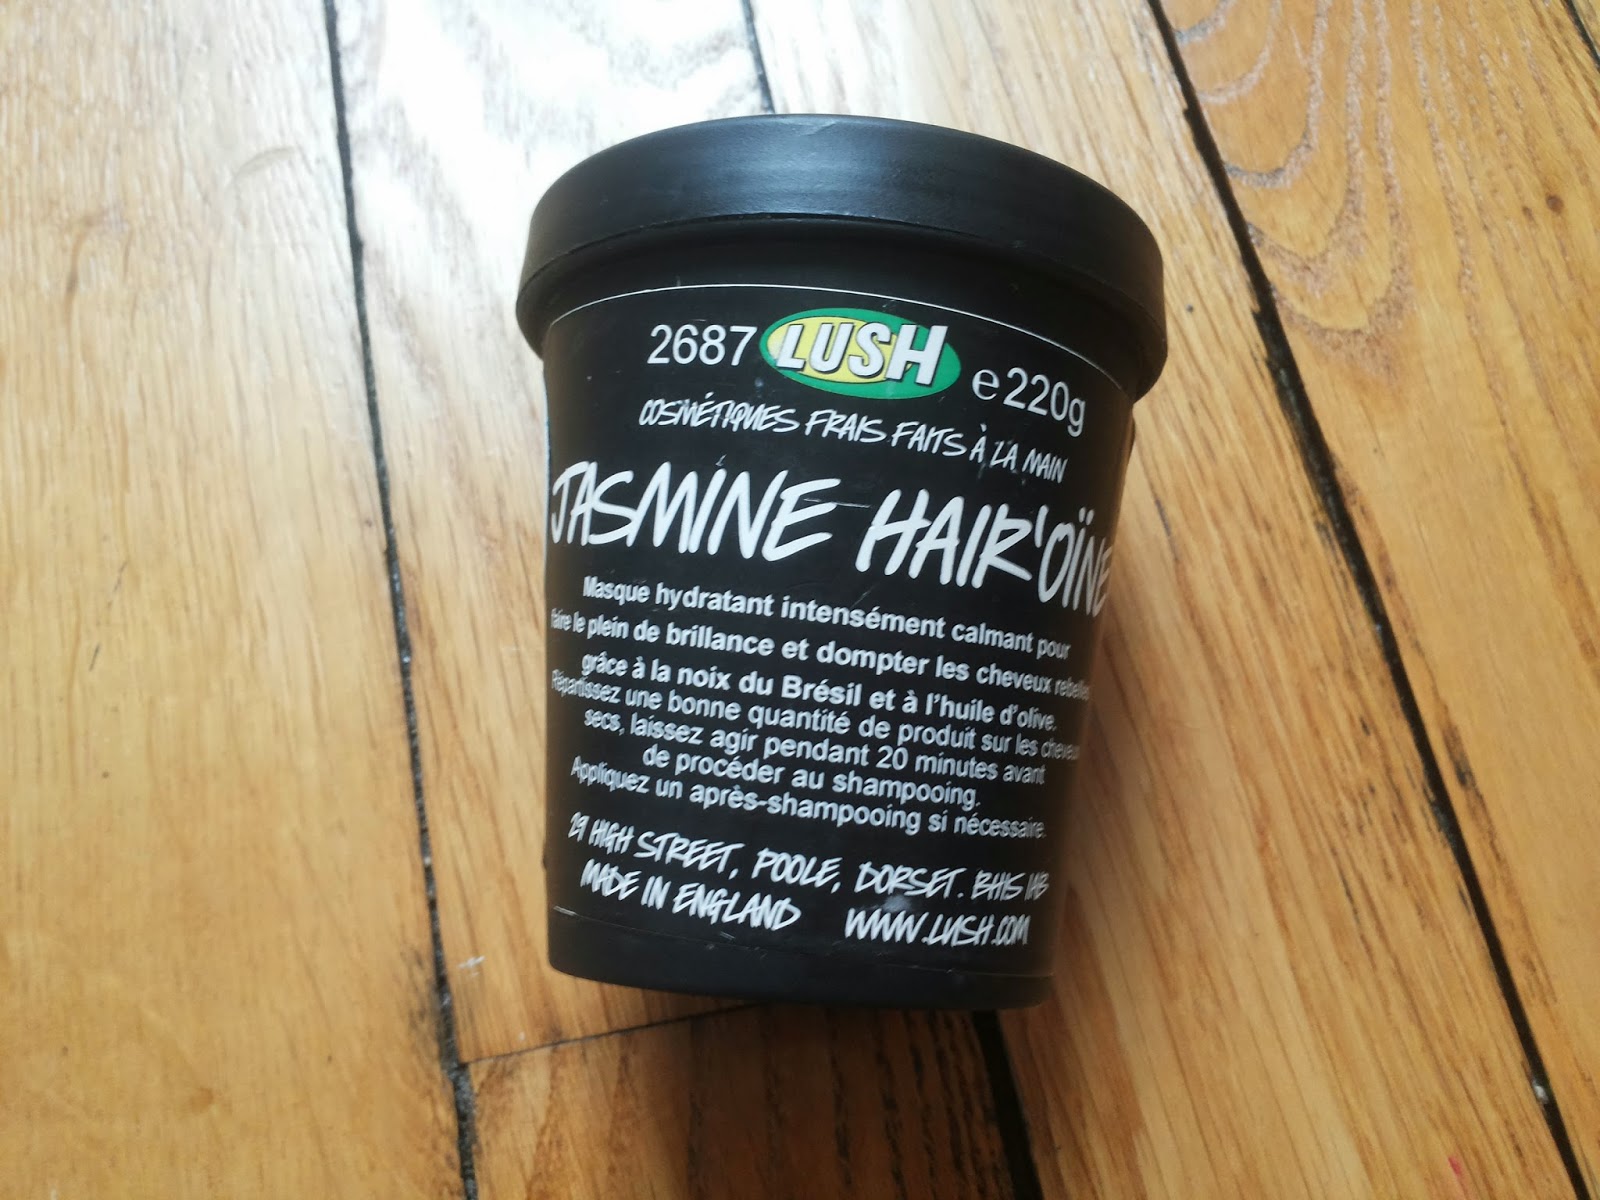 2687 LUSH e220g
COSMÉTIQUES FRAIS FAITS À LA MAIN
JASMINE HAIR'OÏNE
Masque hydratant intensément calmant pour
faire le plein de brillance et dompter les cheveux rebelles
grâce à la noix du Brésil et à l'huile d'olive.
Répartissez une bonne quantité de produit sur les cheveux
secs, laissez agir pendant 20 minutes avant
de procéder au shampooing.
Appliquez un après-shampooing si nécessaire.
29 HIGH STREET, POOLE, DORSET. BH15 1AB
MADE IN ENGLAND WWW.LUSH.COM